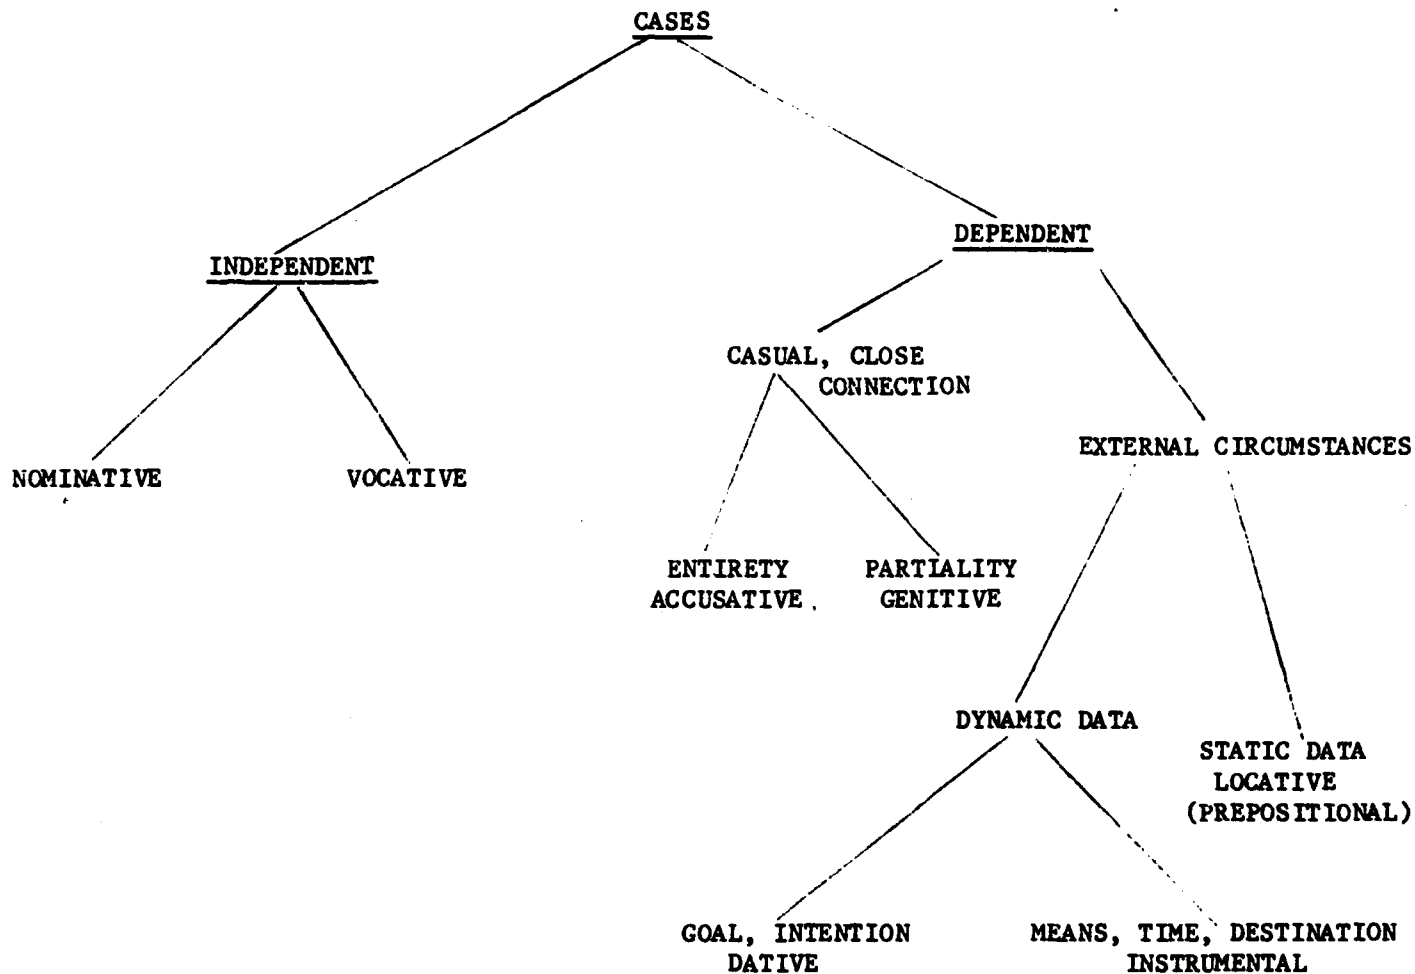 CASES
DEPENDENT
INDEPENDENT
CASUAL, CLOSE
CONNECTION
EXTERNAL CIRCUMSTANCES
NOMINATIVE
VOCATIVE
ENTIRETY
ACCUSATIVE
PARTIALITY
GENITIVE
DYNAMIC DATA
STATIC DATA
LOCATIVE
(PREPOSITIONAL)
GOAL, INTENTION
DATIVE
MEANS, TIME, DESTINATION
INSTRUMENTAL